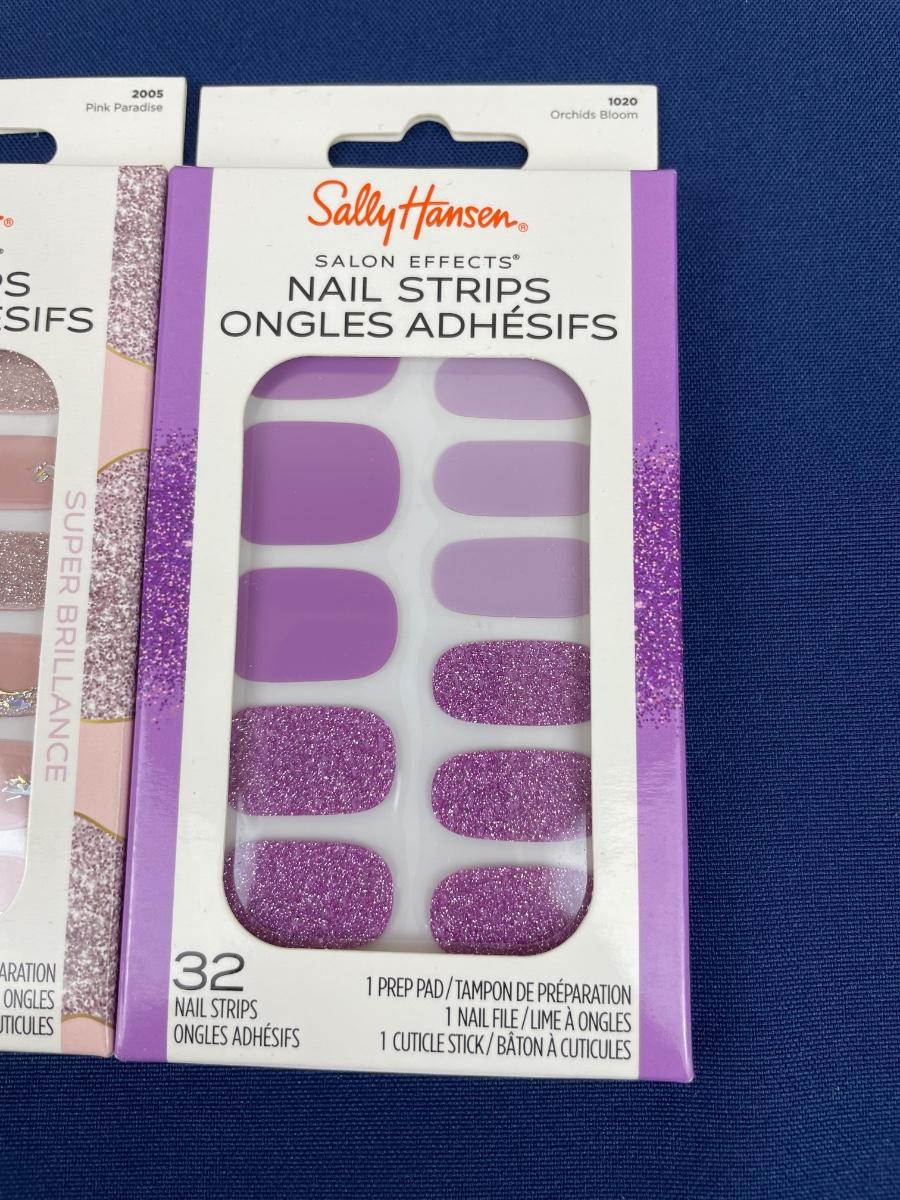 2005
Pink Paradise
®
®
SUPER BRILLANCE
ONGLES
1020
Orchids Bloom
Sally Hansen®
SALON EFFECTS®
NAIL STRIPS
ONGLES ADHÉSIFS
32
NAIL STRIPS
ONGLES ADHÉSIFS
1 PREP PAD / TAMPON DE PRÉPARATION
1 NAIL FILE / LIME À ONGLES
1 CUTICLE STICK / BÂTON À CUTICULES